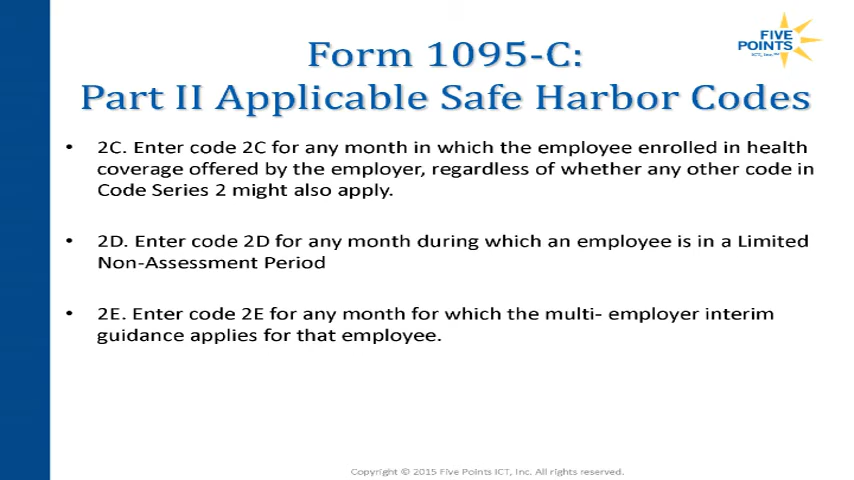 FIVE
POINTS
ICT, Inc.™
Form 1095-C:
Part II Applicable Safe Harbor Codes
• 2C. Enter code 2C for any month in which the employee enrolled in health
coverage offered by the employer, regardless of whether any other code in
Code Series 2 might also apply.
• 2D. Enter code 2D for any month during which an employee is in a Limited
Non-Assessment Period
• 2E. Enter code 2E for any month for which the multi- employer interim
guidance applies for that employee.
Copyright © 2015 Five Points ICT, Inc. All rights reserved.